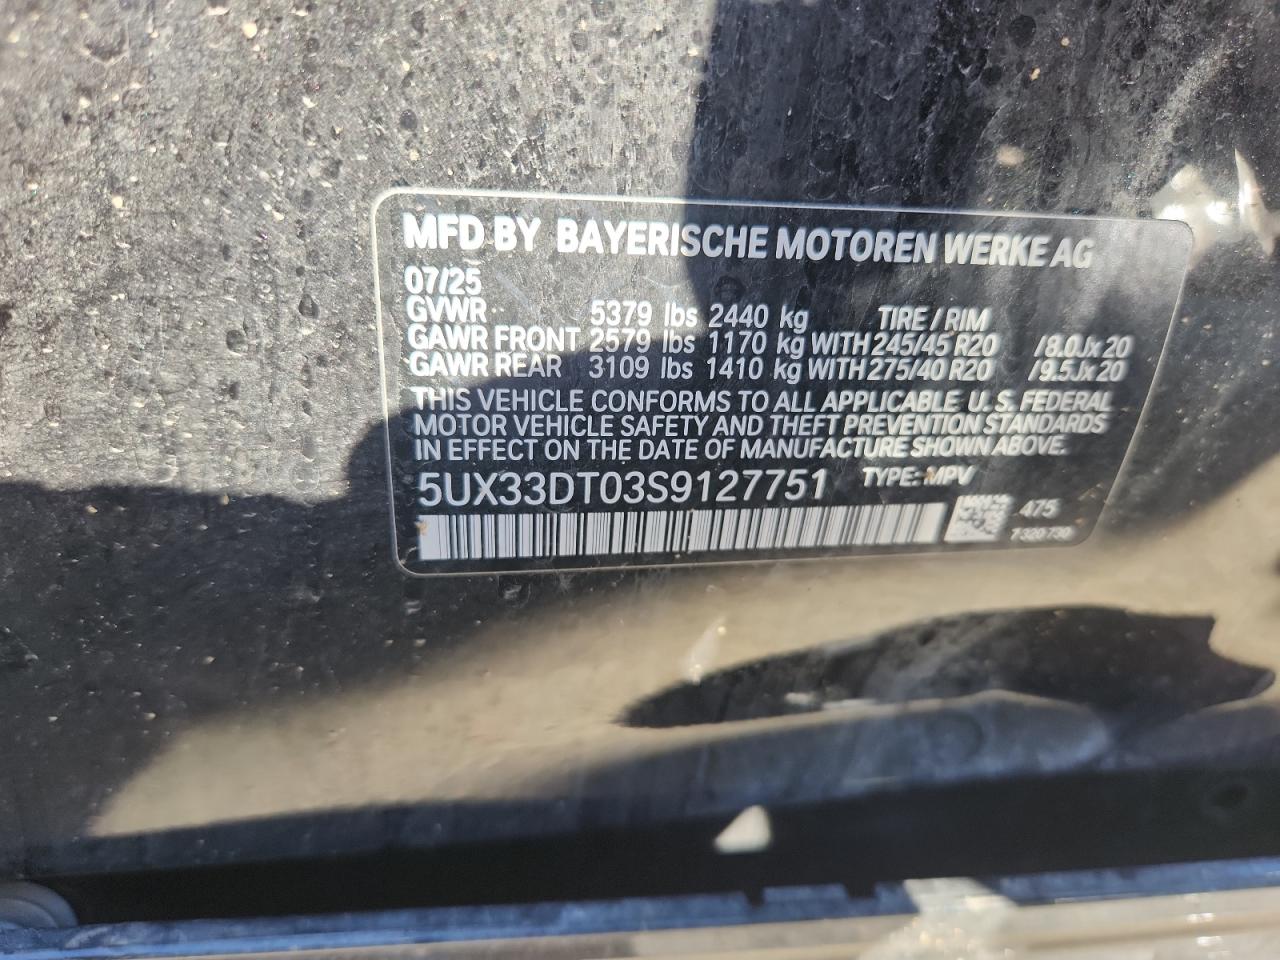 MFD BY BAYERISCHE MOTOREN WERKE AG
07/25
GVWR 5379 lbs 2440 kg TIRE / RIM
GAWR FRONT 2579 lbs 1170 kg WITH 245/45 R20 /8.0Jx20
GAWR REAR 3109 lbs 1410 kg WITH 275/40 R20 /9.5Jx20
THIS VEHICLE CONFORMS TO ALL APPLICABLE U.S. FEDERAL
MOTOR VEHICLE SAFETY AND THEFT PREVENTION STANDARDS
IN EFFECT ON THE DATE OF MANUFACTURE SHOWN ABOVE.
5UX33DT03S9127751 TYPE: MPV
475
7320730